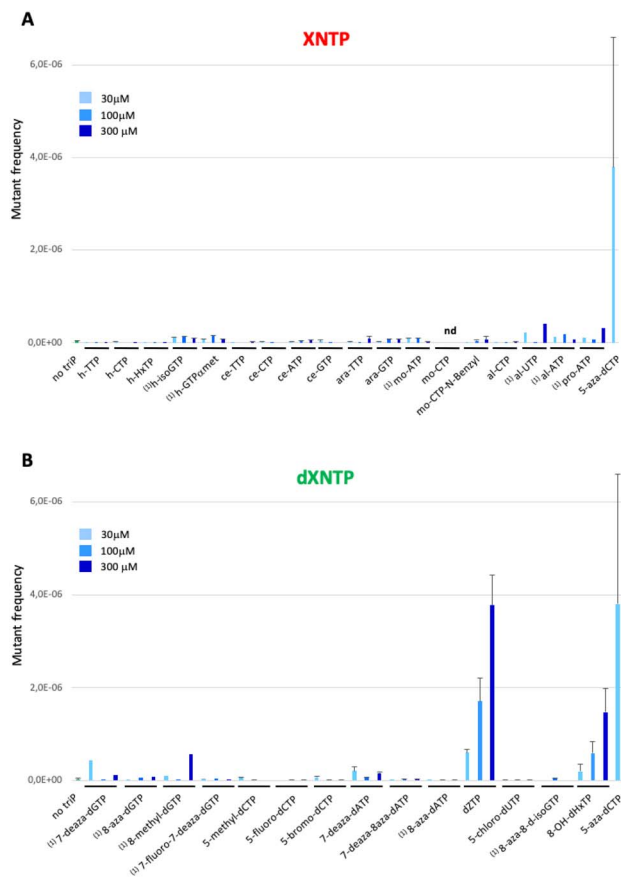 A
XNTP
6,0E-06
30µM
100µM
300 µM
4,0E-06
Mutant frequency
2,0E-06
nd
0,0E+00
no triP
h-TTP
h-CTP
h-HxTP
(1)h-isoGTP
(1)h-GTPαmet
ce-TTP
ce-CTP
ce-ATP
ce-GTP
ara-TTP
ara-GTP
(1)mo-ATP
mo-CTP
mo-CTP-N-Benzyl
al-CTP
(1)al-UTP
(1)al-ATP
(1)pro-ATP
5-aza-dCTP
B
dXNTP
6,0E-06
30µM
100µM
300 µM
4,0E-06
Mutant frequency
2,0E-06
0,0E+00
no triP
(1)7-deaza-dGTP
(1)8-aza-dGTP
(1)8-methyl-dGTP
(1)7-fluoro-7-deaza-dGTP
5-methyl-dCTP
5-fluoro-dCTP
5-bromo-dCTP
7-deaza-dATP
7-deaza-8aza-dATP
(1)8-aza-dATP
dZTP
5-chloro-dUTP
(1)8-aza-8-d-isoGTP
8-OH-dHxTP
5-aza-dCTP